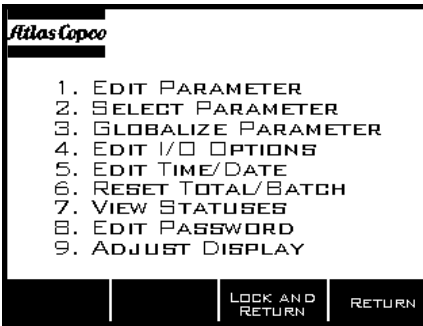 Atlas Copco
1. EDIT PARAMETER
2. SELECT PARAMETER
3. GLOBALIZE PARAMETER
4. EDIT I/O OPTIONS
5. EDIT TIME/DATE
6. RESET TOTAL/BATCH
7. VIEW STATUSES
8. EDIT PASSWORD
9. ADJUST DISPLAY
LOCK AND
RETURN
RETURN